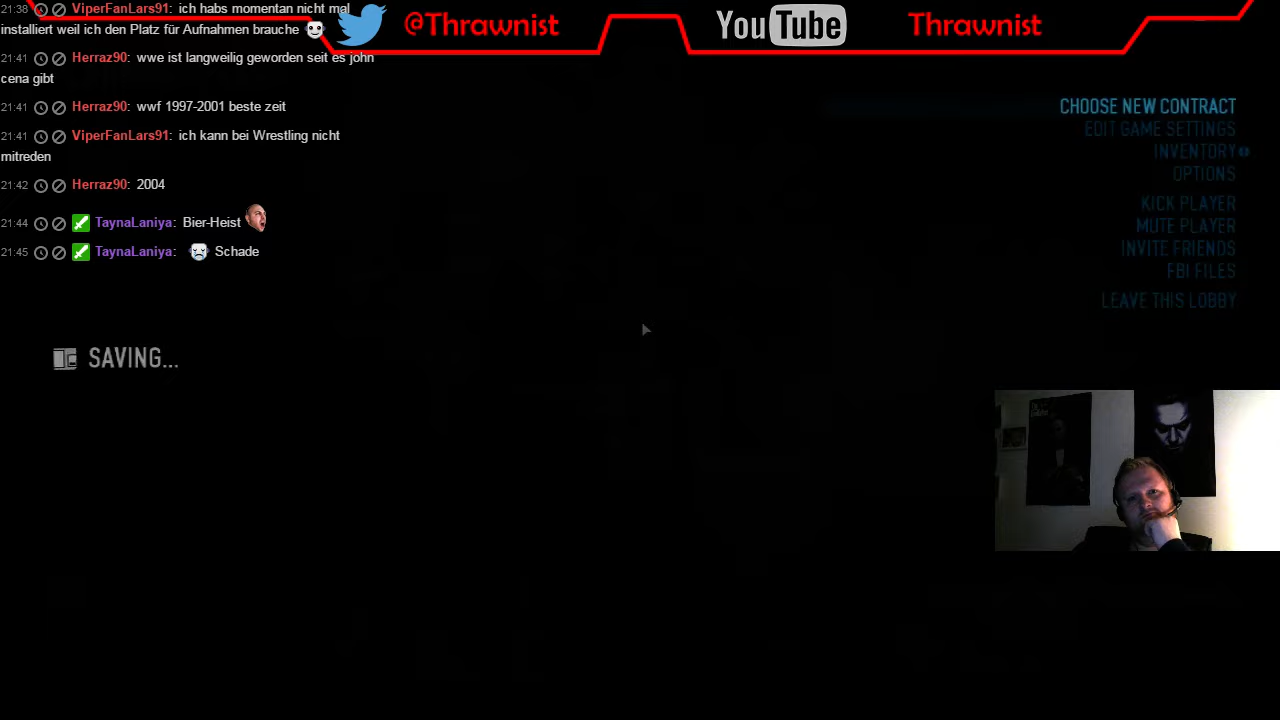 21:38 ViperFanLars91: ich habs momentan nicht mal
installiert weil ich den Platz für Aufnahmen brauche
21:41 Herraz90: wwe ist langweilig geworden seit es john
cena gibt
21:41 Herraz90: wwf 1997-2001 beste zeit
21:41 ViperFanLars91: ich kann bei Wrestling nicht
mitreden
21:42 Herraz90: 2004
21:44 TaynaLaniya: Bier-Heist
21:45 TaynaLaniya: Schade
@Thrawnist
YouTube
Thrawnist
CHOOSE NEW CONTRACT
EDIT GAME SETTINGS
INVENTORY
OPTIONS
KICK PLAYER
MUTE PLAYER
INVITE FRIENDS
FBI FILES
LEAVE THIS LOBBY
SAVING...